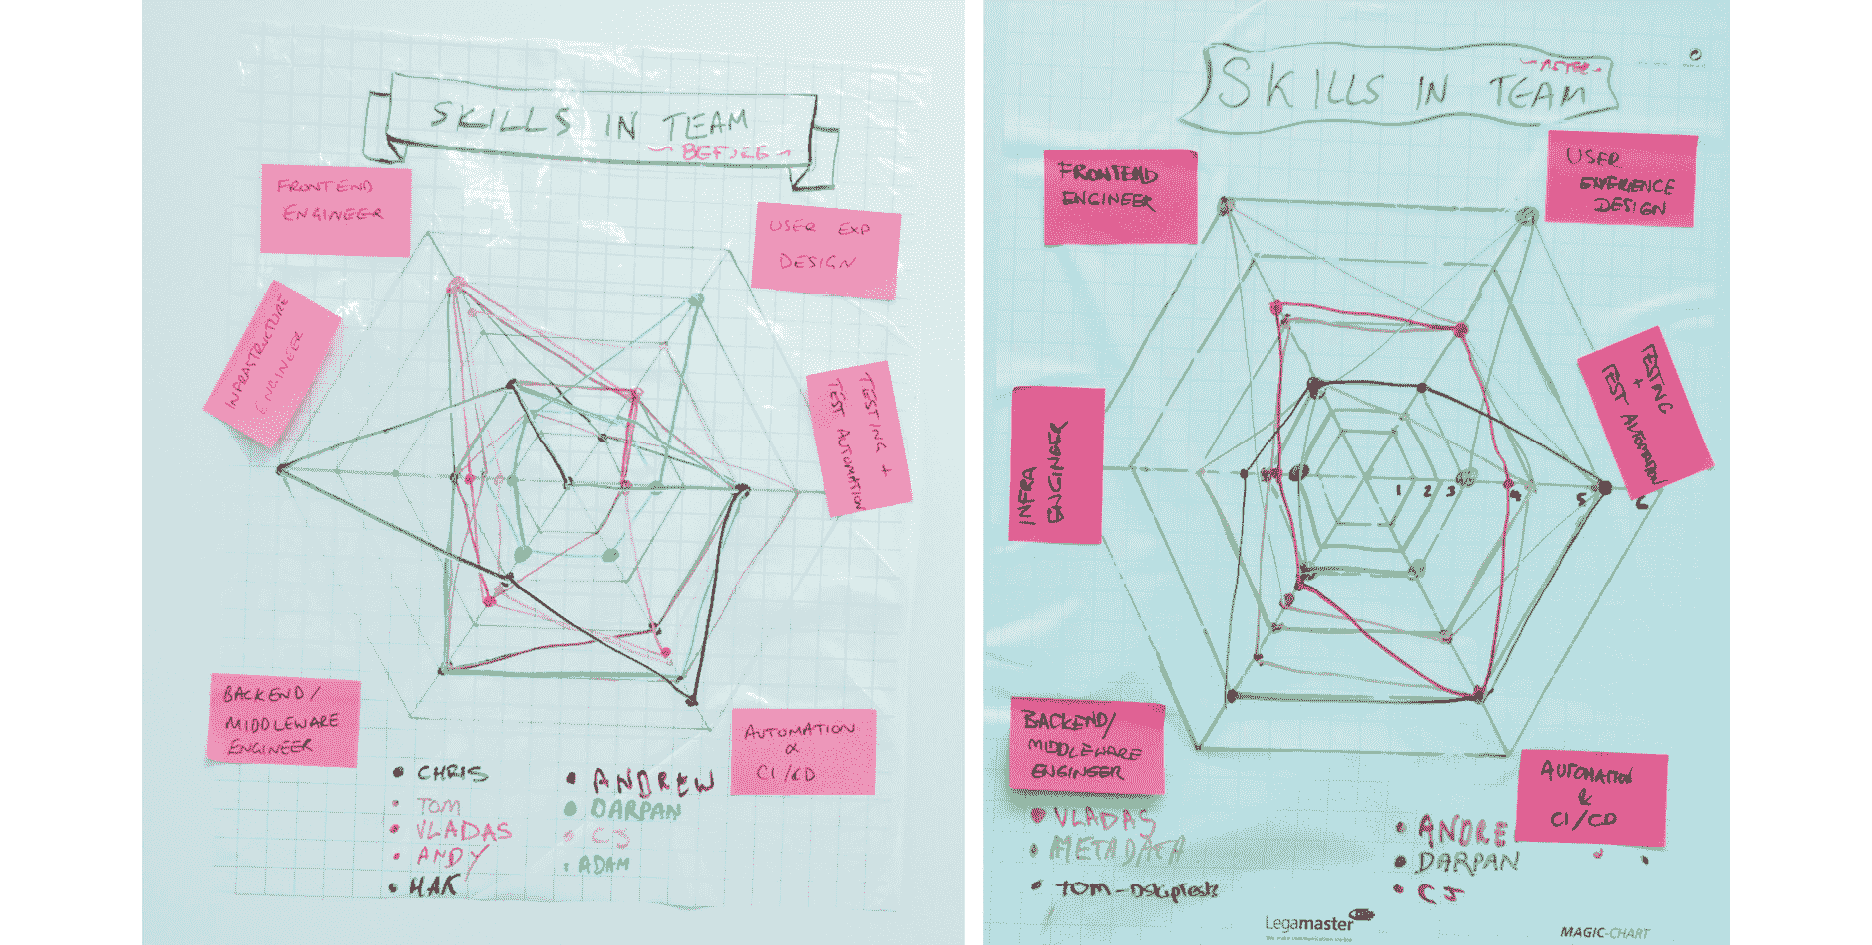 SKILLS IN TEAM
~ BEFORE ~
FRONTEND
ENGINEER
USER EXP
DESIGN
INFRASTRUCTURE
ENGINEER
TESTING +
TEST AUTOMATION
BACKEND/
MIDDLEWARE
ENGINEER
AUTOMATION
&
CI/CD
CHRIS
TOM
VLADAS
ANDY
MAK
ANDREW
DARPAN
CJ
ADAM
SKILLS IN TEAM
~ AFTER ~
FRONTEND
ENGINEER
USER
EXPERIENCE
DESIGN
INFRA
ENGINEER
TESTING
+
TEST AUTOMATION
1 2 3 4 5
BACKEND/
MIDDLEWARE
ENGINEER
AUTOMATION
&
CI/CD
VLADAS
METADATA
TOM-
ANDRE
DARPAN
CJ
Legamaster
MAGIC-CHART